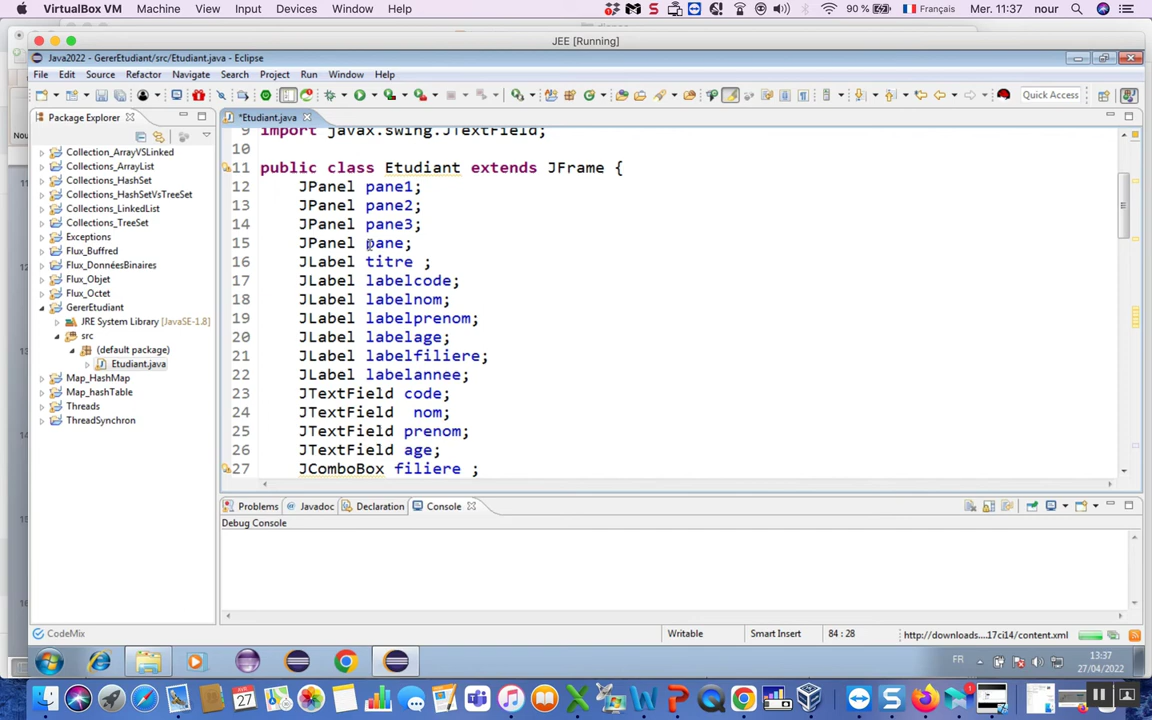 VirtualBox VM Machine View Input Devices Window Help 90 % Français Mer. 11:37 nour
JEE [Running]
Java2022 - GererEtudiant/src/Etudiant.java - Eclipse
File Edit Source Refactor Navigate Search Project Run Window Help
Quick Access
Package Explorer
*Etudiant.java
Collection_ArrayVSLinked
Collections_ArrayList
Collections_HashSet
Collections_HashSetVsTreeSet
Collections_LinkedList
Collections_TreeSet
Exceptions
Flux_Buffred
Flux_DonnéesBinaires
Flux_Objet
Flux_Octet
GererEtudiant
JRE System Library [JavaSE-1.8]
src
(default package)
Etudiant.java
Map_HashMap
Map_hashTable
Threads
ThreadSynchron
9 import javax.swing.JTextField;
10
11 public class Etudiant extends JFrame {
12 JPanel pane1;
13 JPanel pane2;
14 JPanel pane3;
15 JPanel pane;
16 JLabel titre ;
17 JLabel labelcode;
18 JLabel labelnom;
19 JLabel labelprenom;
20 JLabel labelage;
21 JLabel labelfiliere;
22 JLabel labelannee;
23 JTextField code;
24 JTextField nom;
25 JTextField prenom;
26 JTextField age;
27 JComboBox filiere ;
Problems Javadoc Declaration Console
Debug Console
CodeMix
Writable Smart Insert 84 : 28 http://downloads....17ci14/content.xml
FR 13:37
27/04/2022